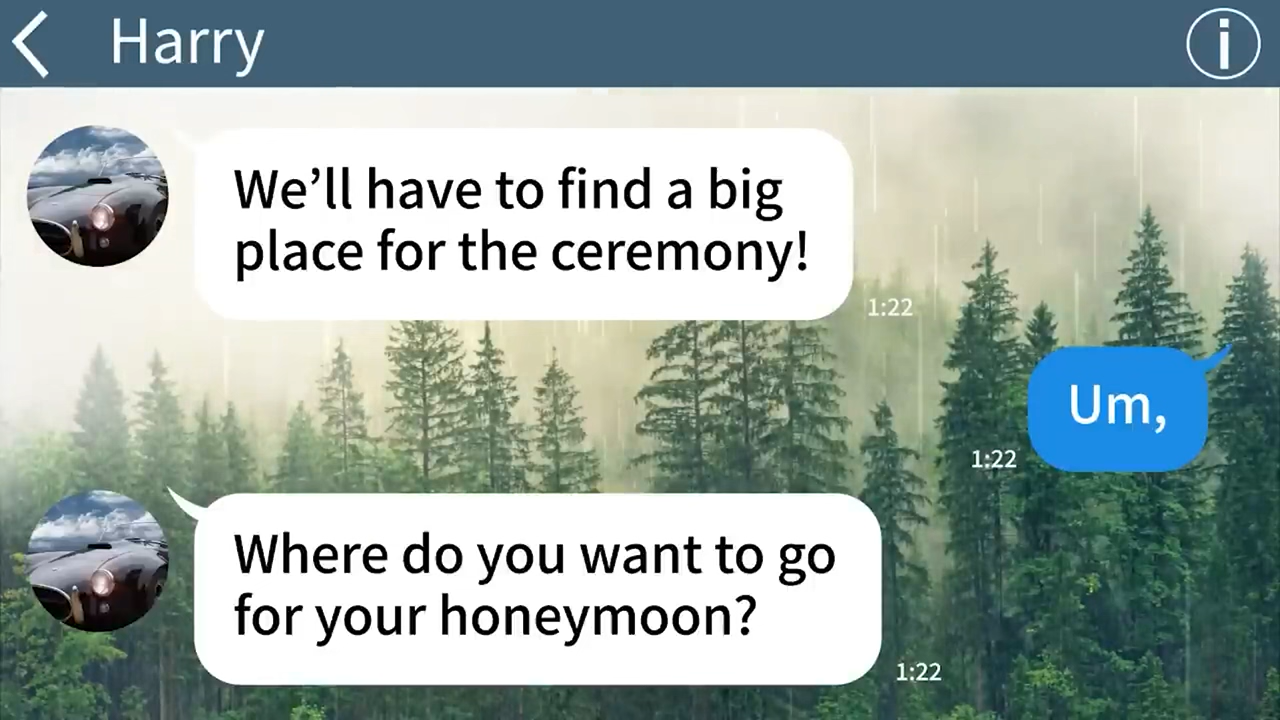 Harry
We’ll have to find a big
place for the ceremony!
1:22
Um,
1:22
Where do you want to go
for your honeymoon?
1:22